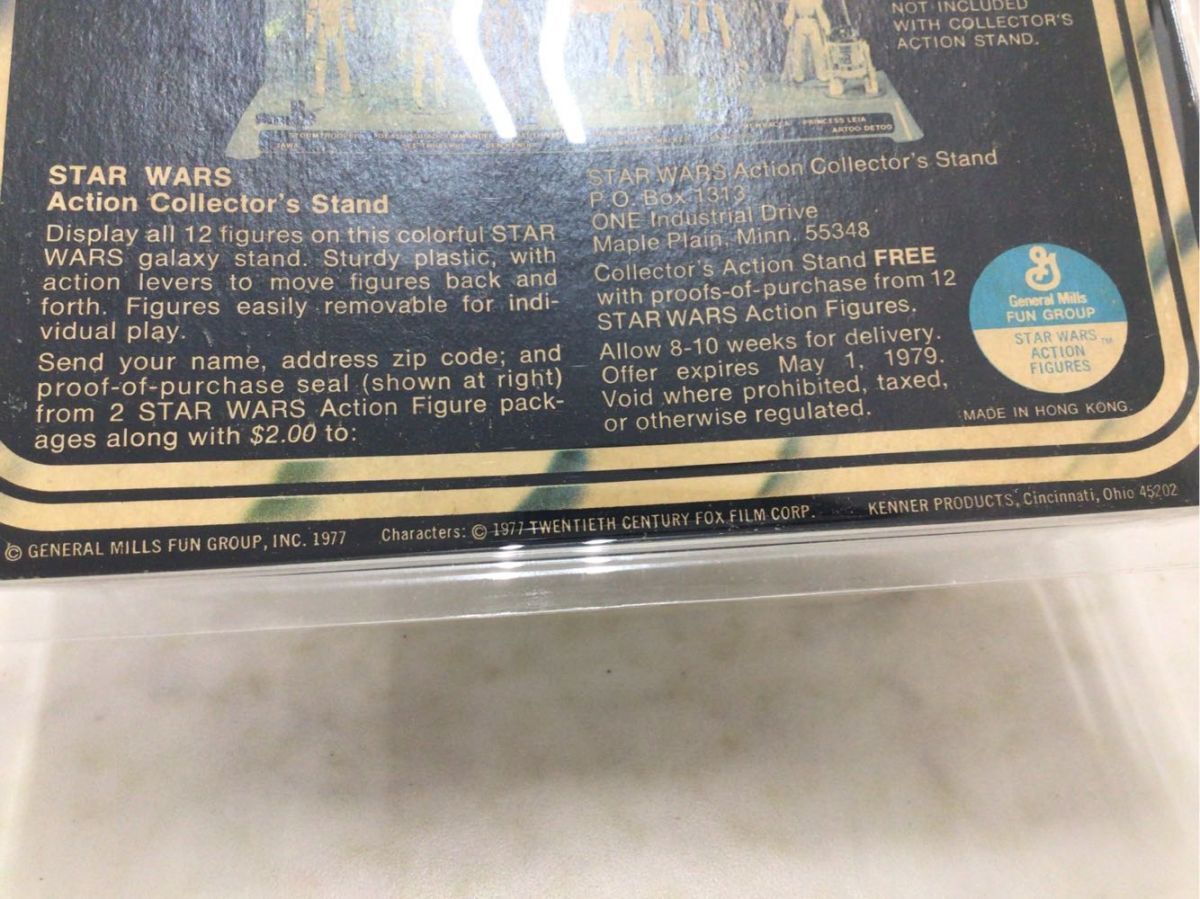 NOT INCLUDED
WITH COLLECTOR'S
ACTION STAND.
PRINCESS LEIA
ARTOO DETOO
JAWA
STAR WARS
Action Collector's Stand
Display all 12 figures on this colorful STAR
WARS galaxy stand. Sturdy plastic, with
action levers to move figures back and
forth. Figures easily removable for indi-
vidual play.
Send your name, address zip code; and
proof-of-purchase seal (shown at right)
from 2 STAR WARS Action Figure pack-
ages along with $2.00 to:
STAR WARS Action Collector's Stand
P.O. Box 1313
ONE Industrial Drive
Maple Plain, Minn. 55348
Collector's Action Stand FREE
with proofs-of-purchase from 12
STAR WARS Action Figures.
Allow 8-10 weeks for delivery.
Offer expires May 1, 1979.
Void where prohibited, taxed,
or otherwise regulated.
General Mills
FUN GROUP
STAR WARS TM
ACTION
FIGURES
MADE IN HONG KONG.
© GENERAL MILLS FUN GROUP, INC. 1977 Characters: © 1977 TWENTIETH CENTURY FOX FILM CORP. KENNER PRODUCTS, Cincinnati, Ohio 45202